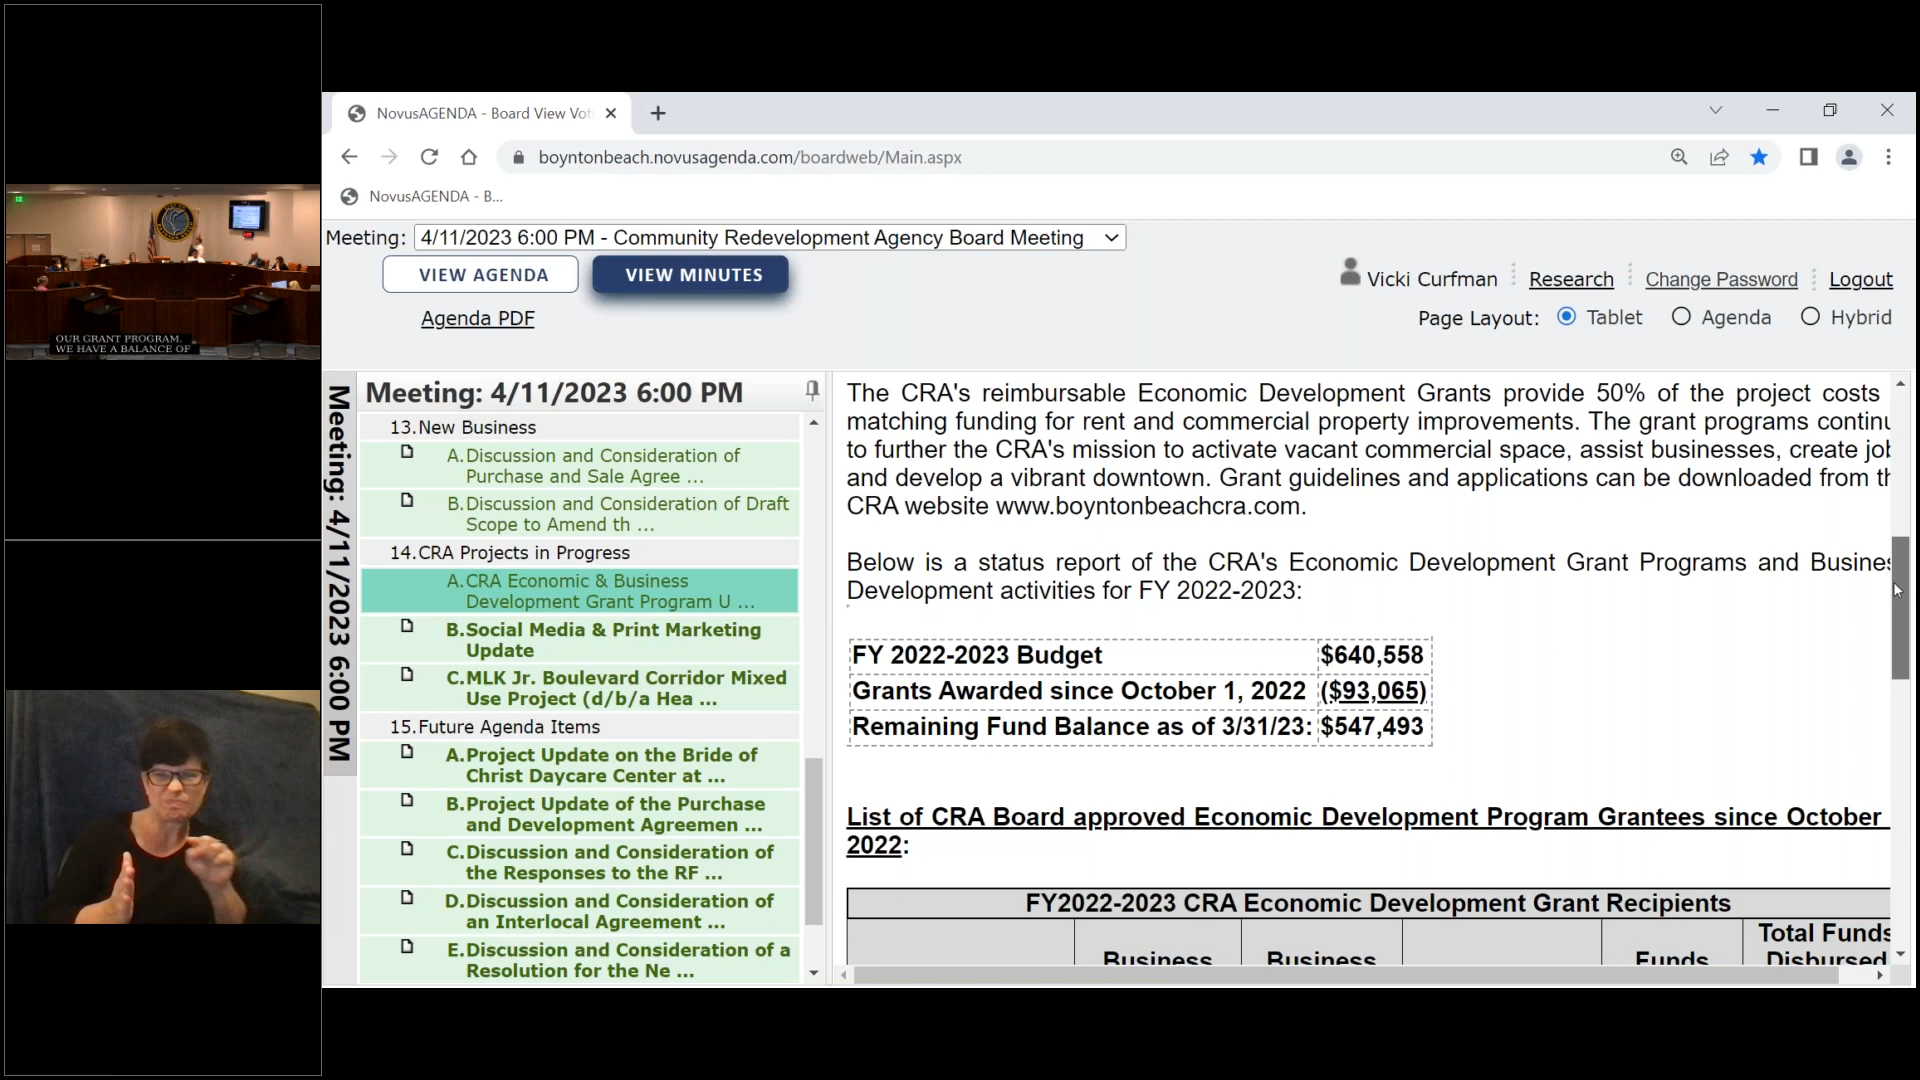 OUR GRANT PROGRAM.
WE HAVE A BALANCE OF
NovusAGENDA - Board View Voti
boyntonbeach.novusagenda.com/boardweb/Main.aspx
NovusAGENDA - B...
Meeting: 4/11/2023 6:00 PM - Community Redevelopment Agency Board Meeting
VIEW AGENDA VIEW MINUTES
Agenda PDF
Vicki Curfman Research Change Password Logout
Page Layout: Tablet Agenda Hybrid
Meeting: 4/11/2023 6:00 PM
Meeting: 4/11/2023 6:00 PM
13.New Business
A.Discussion and Consideration of
Purchase and Sale Agree ...
B.Discussion and Consideration of Draft
Scope to Amend th ...
14.CRA Projects in Progress
A.CRA Economic & Business
Development Grant Program U ...
B.Social Media & Print Marketing
Update
C.MLK Jr. Boulevard Corridor Mixed
Use Project (d/b/a Hea ...
15.Future Agenda Items
A.Project Update on the Bride of
Christ Daycare Center at ...
B.Project Update of the Purchase
and Development Agreemen ...
C.Discussion and Consideration of
the Responses to the RF ...
D.Discussion and Consideration of
an Interlocal Agreement ...
E.Discussion and Consideration of a
Resolution for the Ne ...
The CRA's reimbursable Economic Development Grants provide 50% of the project costs
matching funding for rent and commercial property improvements. The grant programs continu
to further the CRA's mission to activate vacant commercial space, assist businesses, create job
and develop a vibrant downtown. Grant guidelines and applications can be downloaded from th
CRA website www.boyntonbeachcra.com.
Below is a status report of the CRA's Economic Development Grant Programs and Busines
Development activities for FY 2022-2023:
FY 2022-2023 Budget $640,558
Grants Awarded since October 1, 2022 ($93,065)
Remaining Fund Balance as of 3/31/23: $547,493
List of CRA Board approved Economic Development Program Grantees since October
2022:
FY2022-2023 CRA Economic Development Grant Recipients
Total Funds
Business Business Funds Disbursed